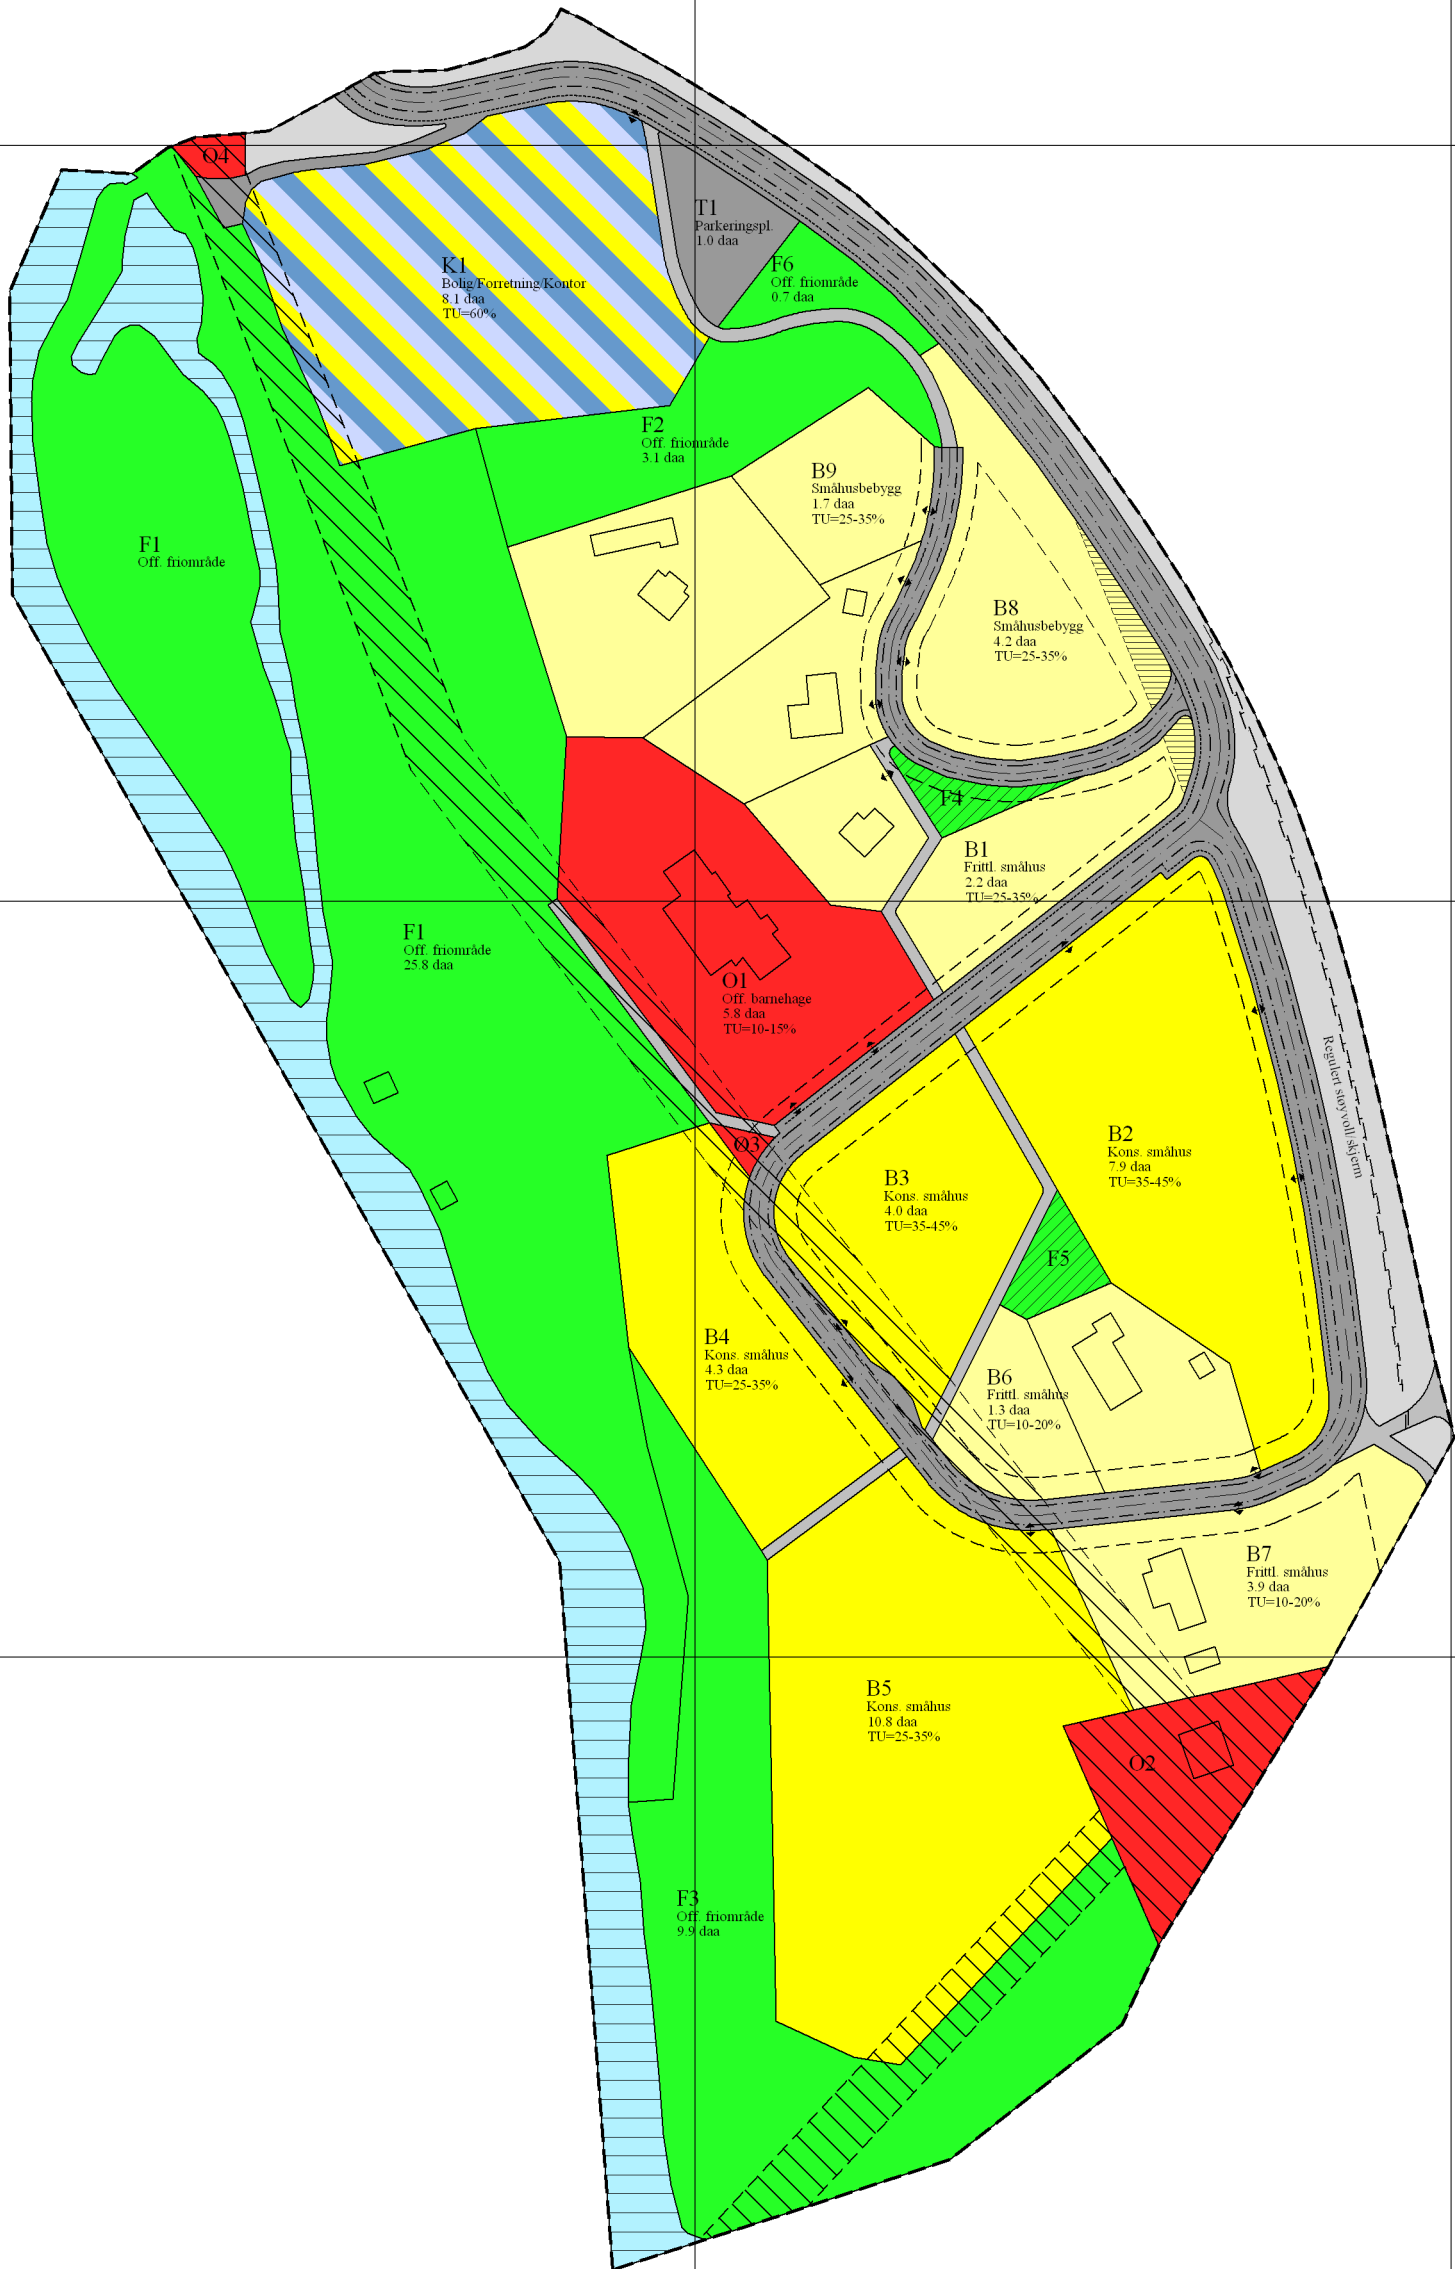 O4
T1
Parkeringspl.
1.0 daa
K1
Bolig/Forretning/Kontor
8.1 daa
TU=60%
F6
Off. friområde
0.7 daa
F2
Off. friområde
3.1 daa
B9
Småhusbebygg
1.7 daa
TU=25-35%
F1
Off. friområde
B8
Småhusbebygg
4.2 daa
TU=25-35%
F4
B1
Frittl. småhus
2.2 daa
TU=25-35%
F1
Off. friområde
25.8 daa
O1
Off. barnehage
5.8 daa
TU=10-15%
Regulert støyvoll/skjerm
O3
B2
Kons. småhus
7.9 daa
TU=35-45%
B3
Kons. småhus
4.0 daa
TU=35-45%
F5
B4
Kons. småhus
4.3 daa
TU=25-35%
B6
Frittl. småhus
1.3 daa
TU=10-20%
B7
Frittl. småhus
3.9 daa
TU=10-20%
B5
Kons. småhus
10.8 daa
TU=25-35%
O2
F3
Off. friområde
9.9 daa